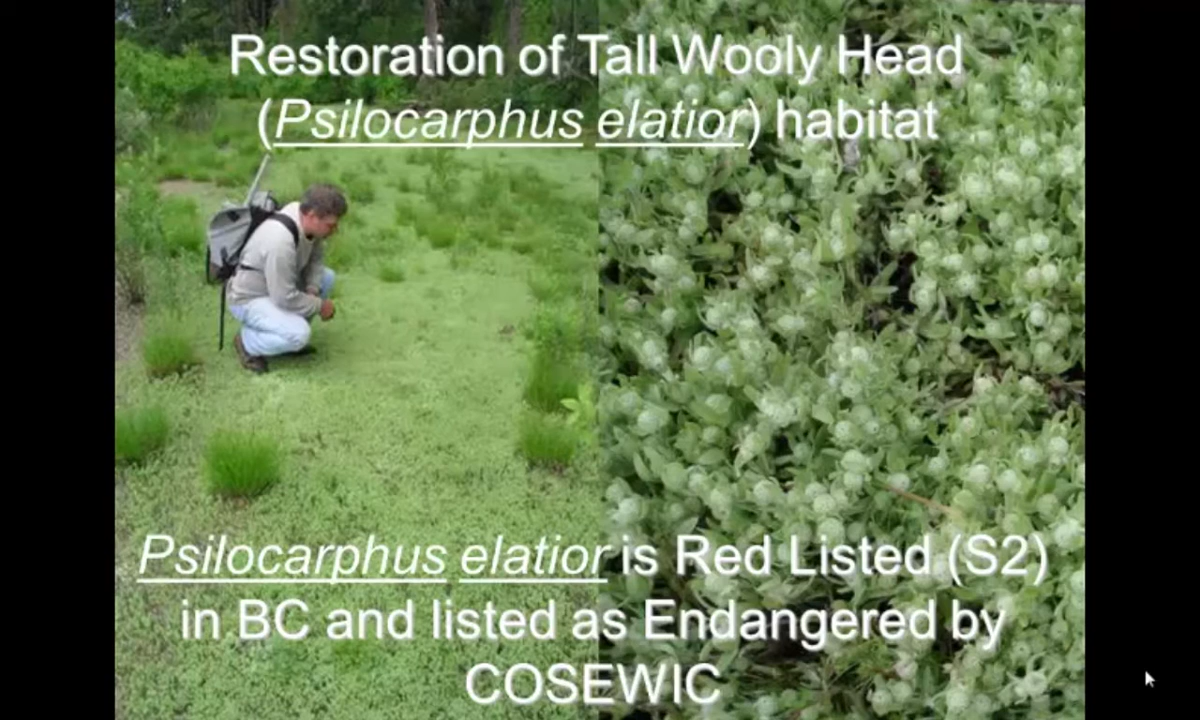 Restoration of Tall Wooly Head
(Psilocarphus elatior) habitat
Psilocarphus elatior is Red Listed (S2)
in BC and listed as Endangered by
COSEWIC